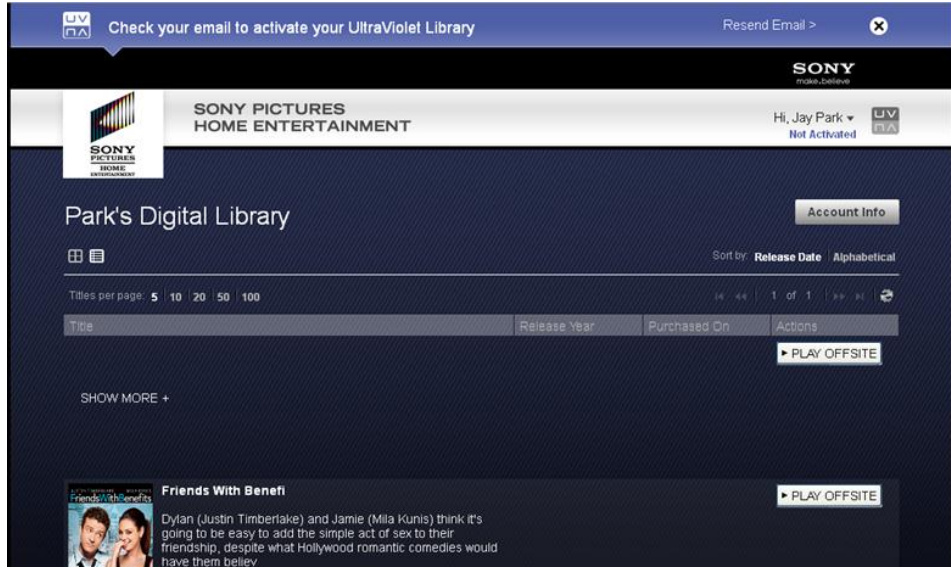 UV
Check your email to activate your UltraViolet Library
Resend Email >
SONY
make.believe
SONY
PICTURES
HOME
ENTERTAINMENT
SONY PICTURES
HOME ENTERTAINMENT
Hi, Jay Park
Not Activated
UV
Park's Digital Library
Account Info
Sort by: Release Date Alphabetical
Titles per page: 5 10 20 50 100
1 of 1
Title Release Year Purchased On Actions
PLAY OFFSITE
SHOW MORE +
FriendsWithBenefits
Friends With Benefi
PLAY OFFSITE
Dylan (Justin Timberlake) and Jamie (Mila Kunis) think it's
going to be easy to add the simple act of sex to their
friendship, despite what Hollywood romantic comedies would
have them believ